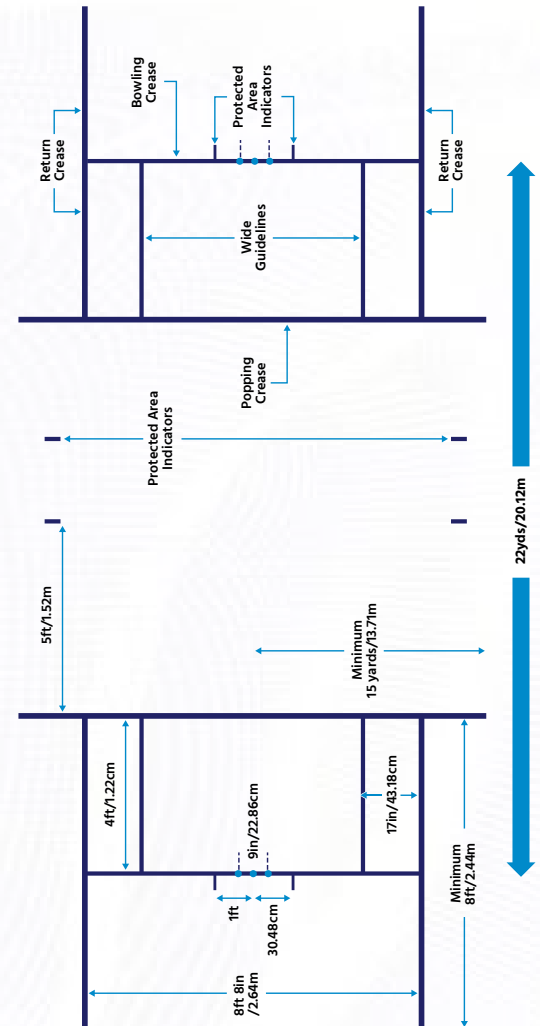 Return
Crease
Bowling
Crease
Protected
Area
Indicators
Return
Crease
Wide
Guidelines
Popping
Crease
Protected Area
Indicators
5ft/1.52m
22yds/20.12m
Minimum
15 yards/13.71m
4ft/1.22cm
9in/22.86cm
17in/43.18cm
1ft
30.48cm
Minimum
8ft/2.44m
8ft 8in
/2.64m